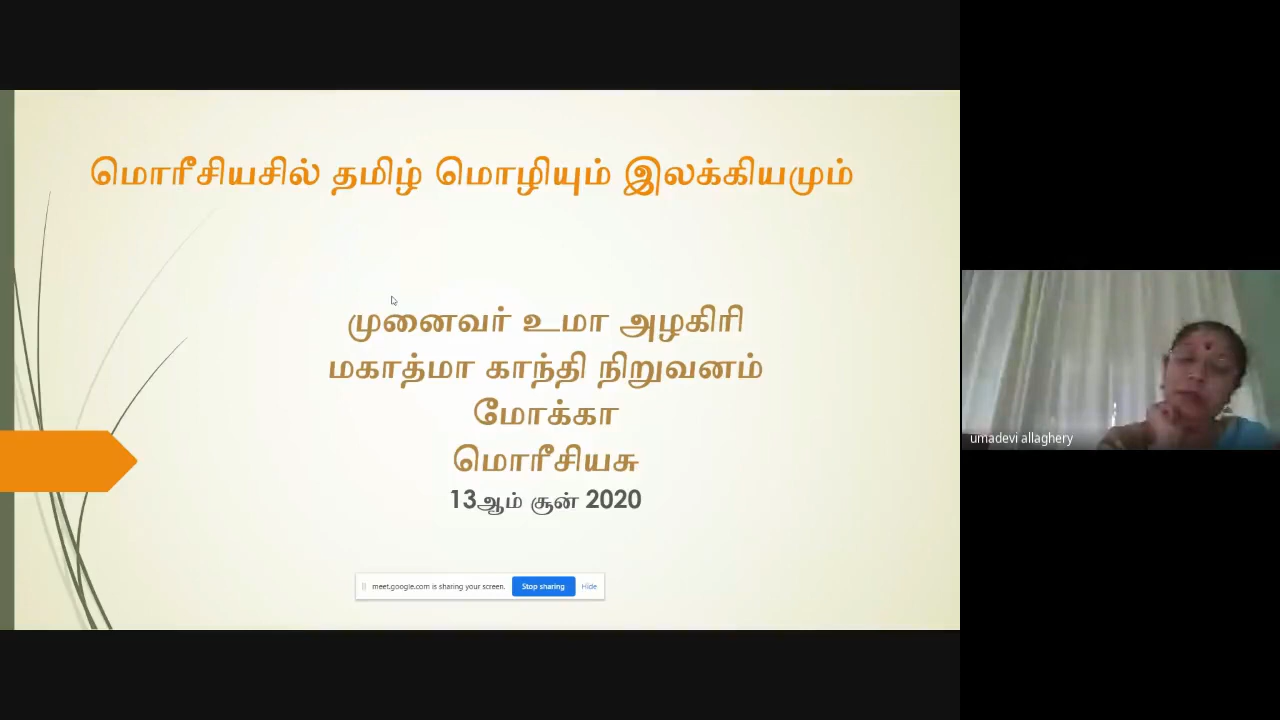 மொரீசியசில் தமிழ் மொழியும் இலக்கியமும்
முனைவர் உமா அழகிரி
மகாத்மா காந்தி நிறுவனம்
மோக்கா
மொரீசியசு
13ஆம் சூன் 2020
meet.google.com is sharing your screen. Stop sharing Hide
umadevi allaghery